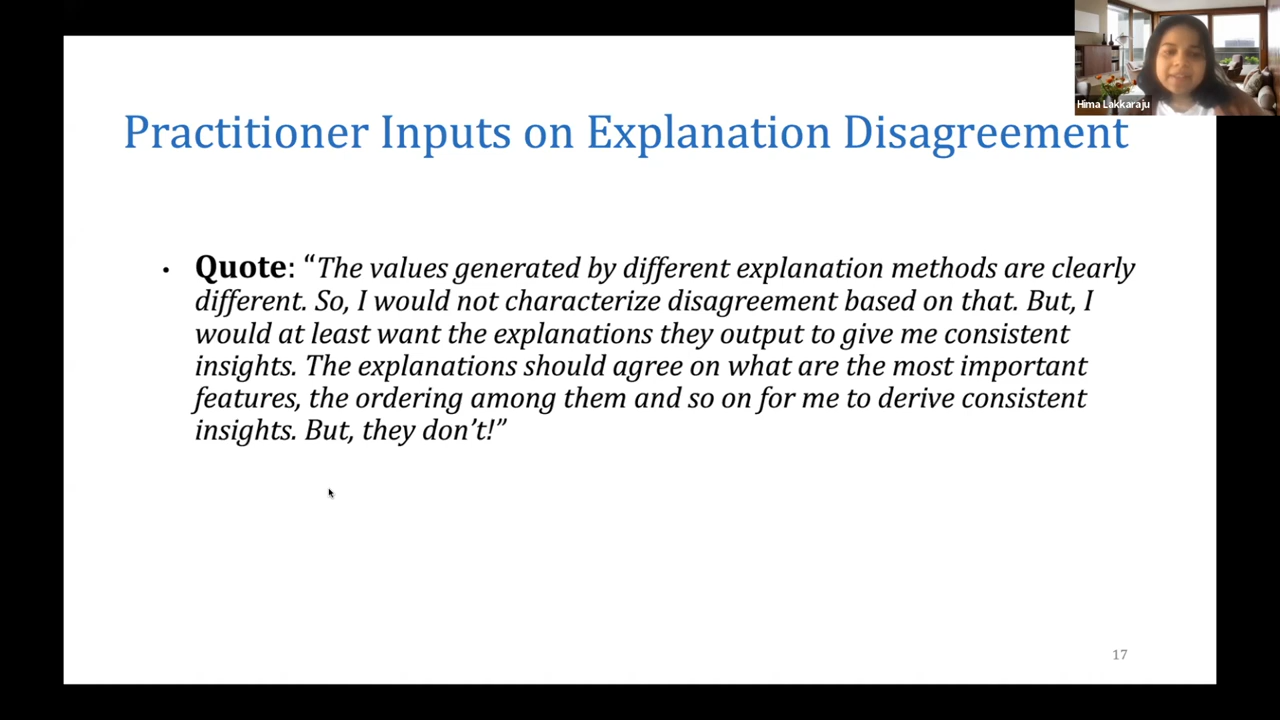 Hima Lakkaraju
Practitioner Inputs on Explanation Disagreement
• Quote: “The values generated by different explanation methods are clearly
different. So, I would not characterize disagreement based on that. But, I
would at least want the explanations they output to give me consistent
insights. The explanations should agree on what are the most important
features, the ordering among them and so on for me to derive consistent
insights. But, they don’t!”
17